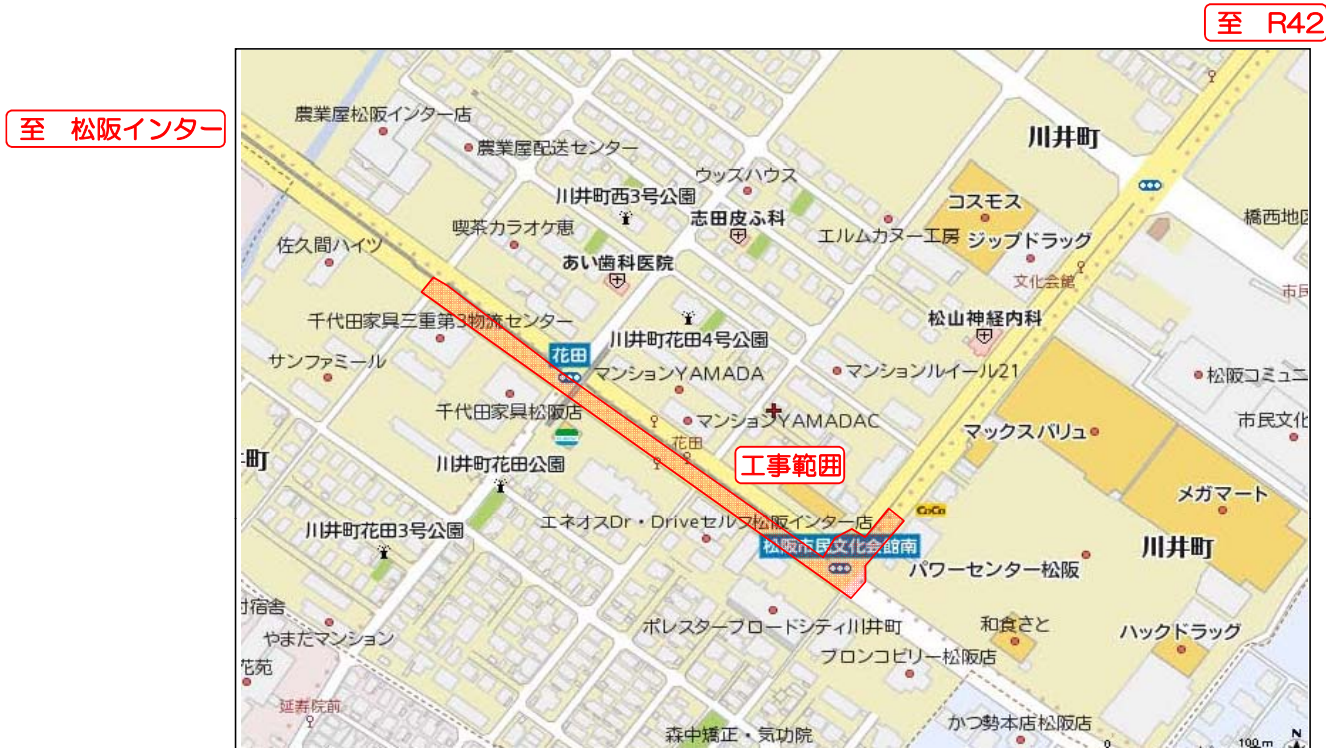 至 R42
至 松阪インター
農業屋松阪インター店
農業屋配送センター
川井町
ウッズハウス
川井町西3号公園
コスモス
志田皮ふ科
橋西地区
喫茶カラオケ恵
エルムカヌー工房
ジップドラッグ
佐久間ハイツ
あい歯科医院
文化会館
市民
千代田家具三重第3物流センター
松山神経内科
川井町花田4号公園
花田
サンファミール
マンションYAMADA
マンションルイール21
松阪コミュニ
千代田家具松阪店
マンションYAMADAC
市民文化
マックスバリュ
花田
町
川井町花田公園
工事範囲
メガマート
CoCo
エネオスDr・Driveセルフ松阪インター店
川井町花田3号公園
松阪市民文化会館南
川井町
パワーセンター松阪
宿舎
ポレスターブロードシティ川井町
和食さと
ハックドラッグ
やまだマンション
ブロンコビリー松阪店
花苑
延寿院前
かつ勢本店松阪店
森中矯正・気功院
0
100m
N